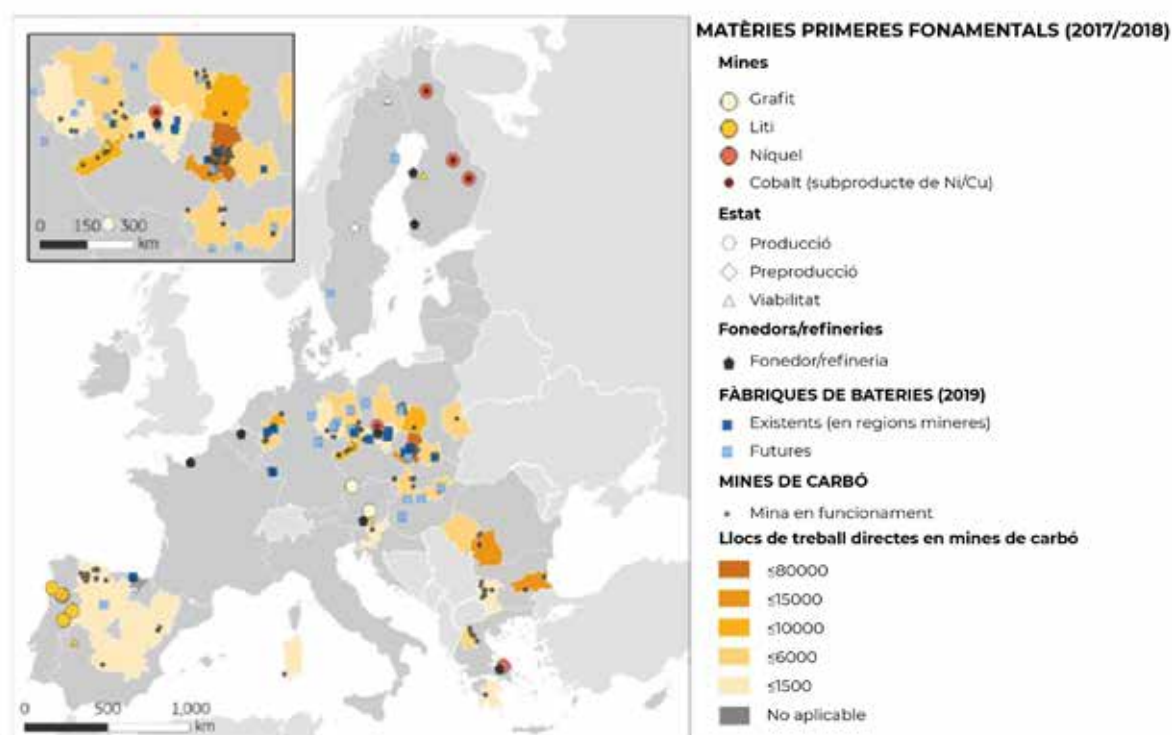 MATÈRIES PRIMERES FONAMENTALS (2017/2018)
Mines
Grafit
Liti
Níquel
Cobalt (subproducte de Ni/Cu)
Estat
Producció
Preproducció
Viabilitat
Fonedors/refineries
Fonedor/refineria
FÀBRIQUES DE BATERIES (2019)
Existents (en regions mineres)
Futures
MINES DE CARBÓ
Mina en funcionament
Llocs de treball directes en mines de carbó
≤80000
≤15000
≤10000
≤6000
≤1500
No aplicable
0 150 300
km
0 500 1,000
km